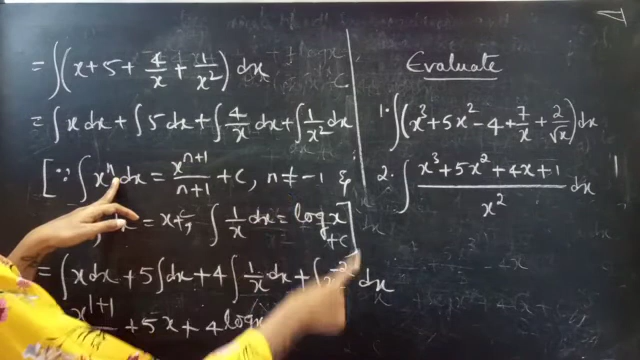 = ∫(x + 5 + 4/x + 1/x²) dx
= ∫x dx + ∫5 dx + ∫4/x dx + ∫1/x² dx
[∵ ∫xⁿ dx = xⁿ⁺¹/n+1 + C, n ≠ -1 &
= x + C, ∫1/x dx = log x + C]
= ∫x dx + 5∫dx + 4∫1/x dx + ∫x⁻² dx
x¹⁺¹ + 5x + 4 log x
Evaluate
1. ∫(x³ + 5x² - 4 + 7/x + 2/√x) dx
2. ∫ x³ + 5x² + 4x + 1 / x² dx